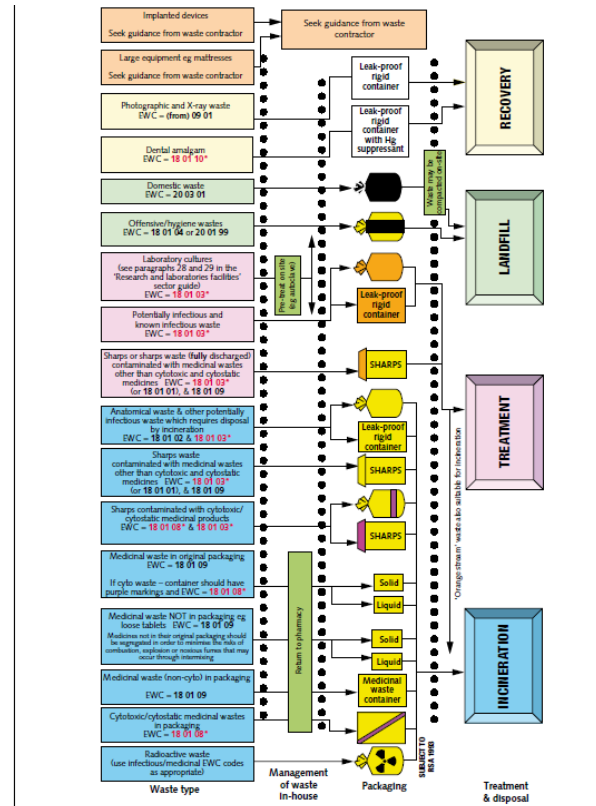 Implanted devices
Seek guidance from waste contractor
Seek guidance from waste
contractor
Large equipment eg mattresses
Seek guidance from waste contractor
Photographic and X-ray waste
EWC – (from) 09 01
Leak-proof
rigid
container
Dental amalgam
EWC – 18 01 10*
Leak-proof
rigid
container
with Hg
suppressant
RECOVERY
Domestic waste
EWC – 20 03 01
Waste may be
compacted on-site
Offensive/hygiene wastes
EWC – 18 01 04 or 20 01 99
LANDFILL
Laboratory cultures
(see paragraphs 28 and 29 in the
'Research and laboratories facilities'
sector guide)
EWC – 18 01 03*
Pre-treat on site
(eg autoclave)
Leak-proof
rigid
container
Potentially infectious and
known infectious waste
EWC – 18 01 03*
Sharps or sharps waste (fully discharged)
contaminated with medicinal wastes
other than cytotoxic and cytostatic
medicines EWC – 18 01 03*
(or 18 01 01), & 18 01 09
SHARPS
TREATMENT
Anatomical waste & other potentially
infectious waste which requires disposal
by incineration
EWC – 18 01 02 & 18 01 03*
Leak-proof
rigid
container
Sharps waste
contaminated with medicinal wastes
other than cytotoxic and cytostatic
medicines EWC – 18 01 03*
(or 18 01 01), & 18 01 09
SHARPS
'Orange stream' waste also suitable for incineration
Sharps contaminated with cytotoxic/
cytostatic medicinal products
EWC – 18 01 08* & 18 01 03*
SHARPS
Medicinal waste in original packaging
EWC – 18 01 09
If cyto waste – container should have
purple markings and EWC – 18 01 08*
Return to pharmacy
Solid
Liquid
Medicinal waste NOT in packaging eg
loose tablets EWC – 18 01 09
Medicines not in their original packaging should
be segregated in order to minimise the risks of
combustion, explosion or noxious fumes that may
occur through intermixing
Solid
Liquid
INCINERATION
Medicinal waste (non-cyto) in packaging
EWC – 18 01 09
Medicinal
waste
container
Cytotoxic/cytostatic medicinal wastes
in packaging
EWC – 18 01 08*
Radioactive waste
(use infectious/medicinal EWC codes
as appropriate)
SUBJECT TO
RSA 1993
Waste type
Management
of waste
in-house
Packaging
Treatment
& disposal